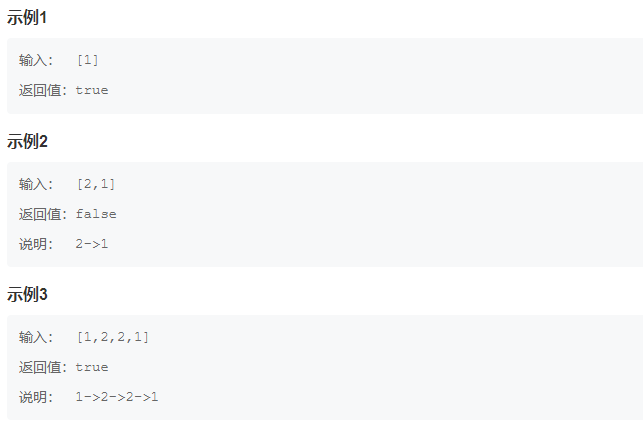 示例1
输入： [1]
返回值：true
示例2
输入： [2,1]
返回值：false
说明： 2->1
示例3
输入： [1,2,2,1]
返回值：true
说明： 1->2->2->1